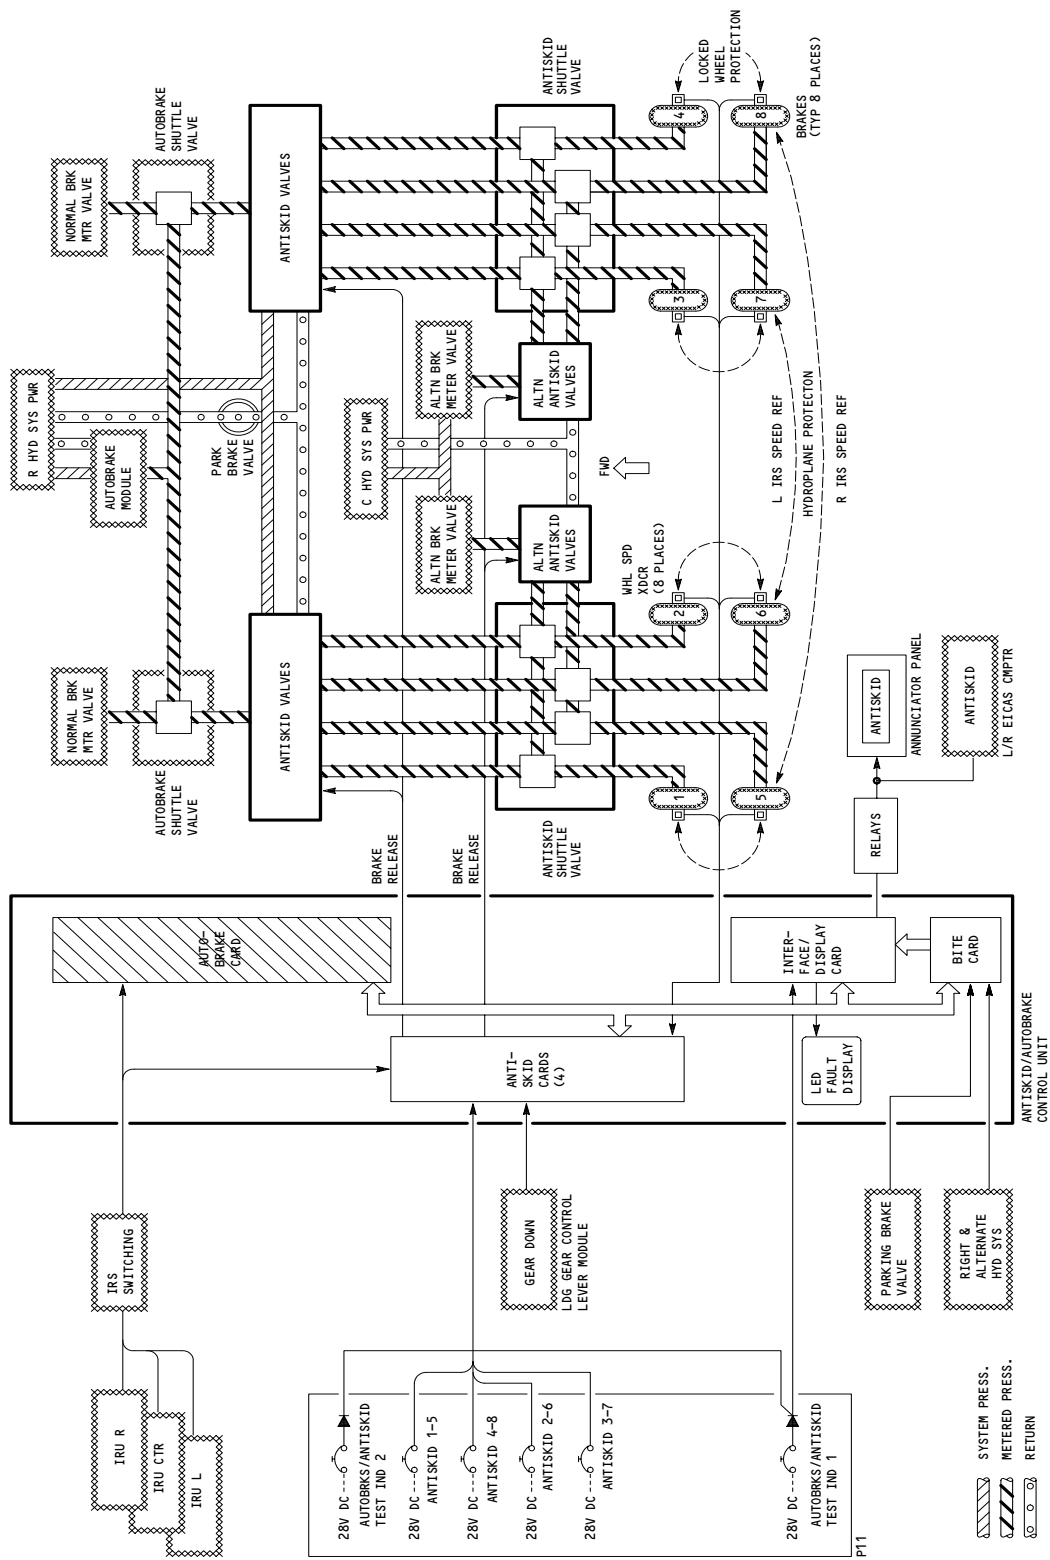 IRU R
IRU CTR
IRU L
IRS
SWITCHING
28V DC
AUTOBRKS/ANTISKID
TEST IND 2
28V DC
ANTISKID 1-5
28V DC
ANTISKID 4-8
28V DC
ANTISKID 2-6
28V DC
ANTISKID 3-7
28V DC
AUTOBRKS/ANTISKID
TEST IND 1
P11
GEAR DOWN
LDG GEAR CONTROL
LEVER MODULE
PARKING BRAKE
VALVE
RIGHT &
ALTERNATE
HYD SYS
SYSTEM PRESS.
METERED PRESS.
RETURN
AUTO-
BRAKE
CARD
ANTI-
SKID
CARDS
(4)
INTER-
FACE/
DISPLAY
CARD
LED
FAULT
DISPLAY
BITE
CARD
ANTISKID/AUTOBRAKE
CONTROL UNIT
BRAKE
RELEASE
BRAKE
RELEASE
RELAYS
ANTISKID
ANNUNCIATOR PANEL
ANTISKID
L/R EICAS CMPTR
NORMAL BRK
MTR VALVE
AUTOBRAKE
SHUTTLE
VALVE
ANTISKID VALVES
ANTISKID
SHUTTLE
VALVE
R HYD SYS PWR
AUTOBRAKE
MODULE
PARK
BRAKE
VALVE
C HYD SYS PWR
ALTN BRK
METER VALVE
ALTN BRK
METER VALVE
ALTN
ANTISKID
VALVES
ALTN
ANTISKID
VALVES
FWD
WHL SPD
XDCR
(8 PLACES)
1
2
5
6
3
4
7
8
NORMAL BRK
MTR VALVE
AUTOBRAKE
SHUTTLE
VALVE
ANTISKID VALVES
ANTISKID
SHUTTLE
VALVE
LOCKED
WHEEL
PROTECTION
BRAKES
(TYP 8 PLACES)
L IRS SPEED REF
HYDROPLANE PROTECTON
R IRS SPEED REF